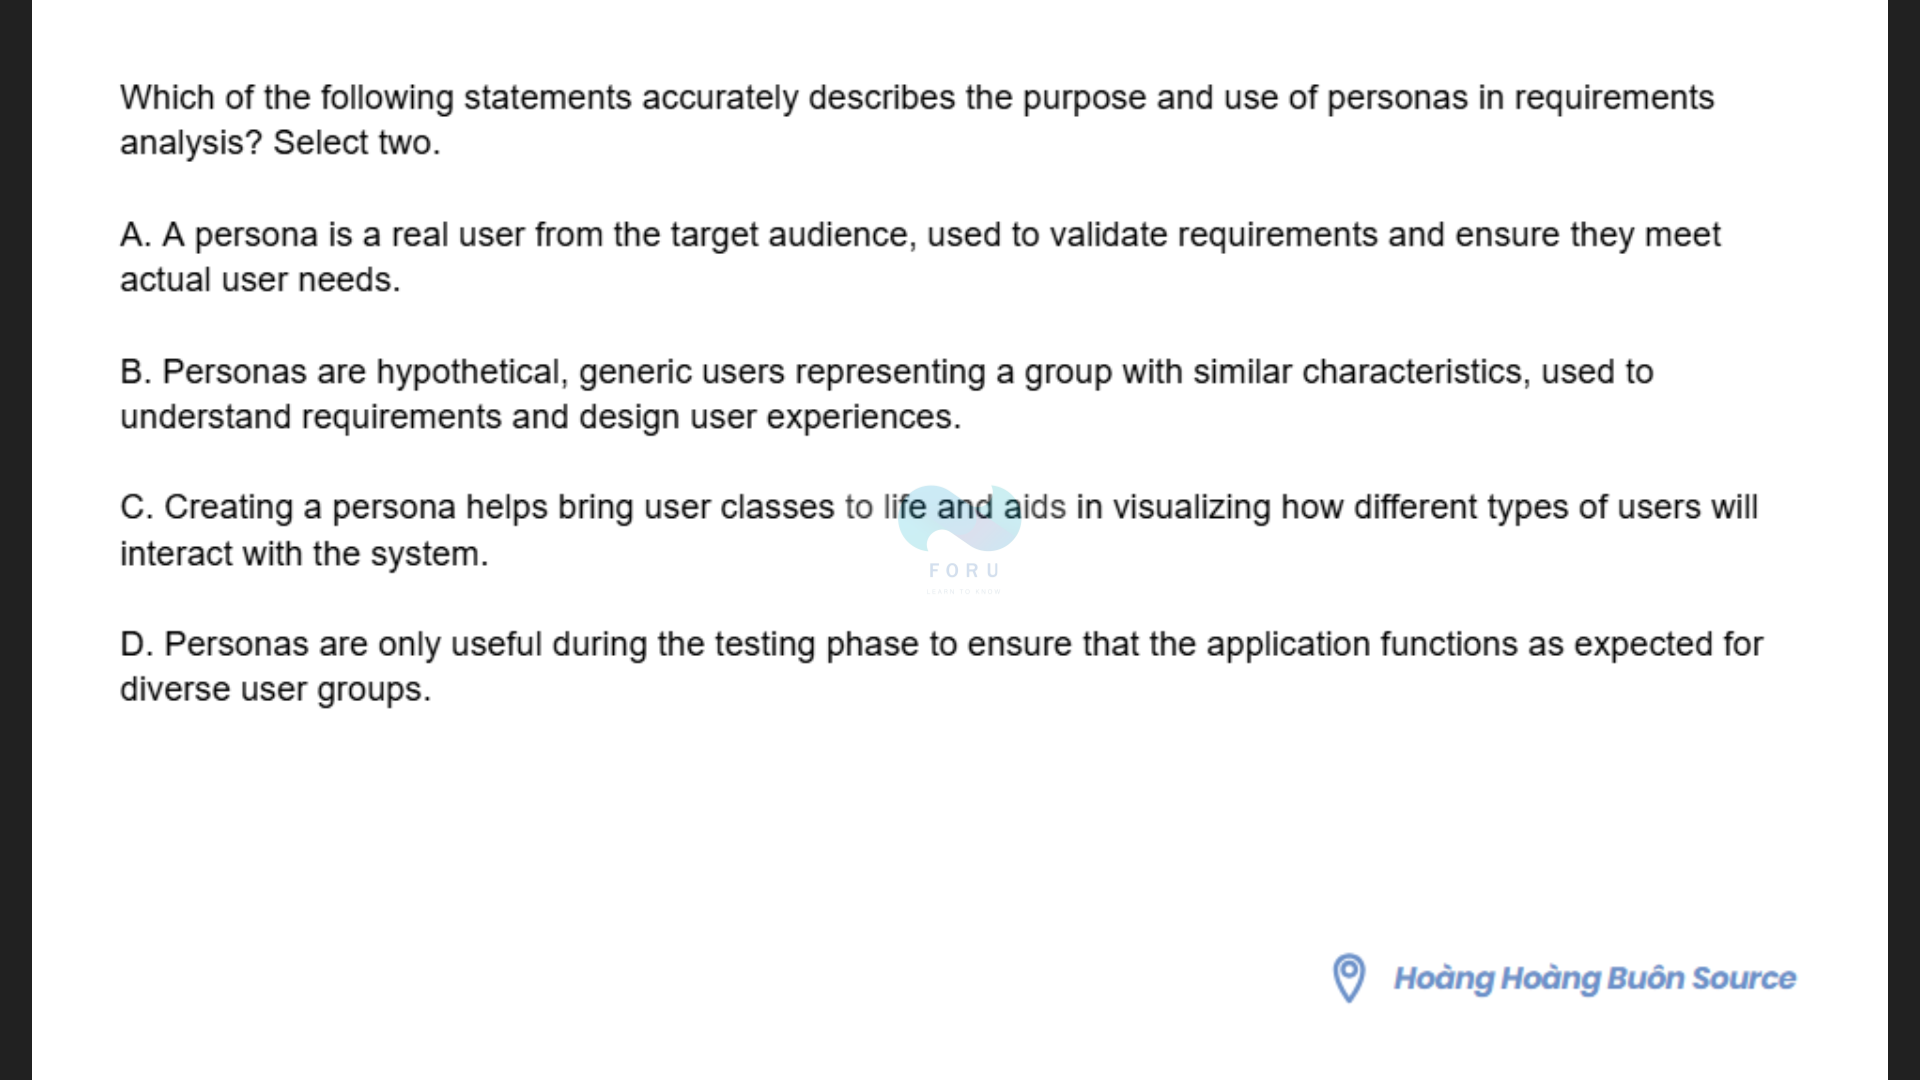 Which of the following statements accurately describes the purpose and use of personas in requirements
analysis? Select two.
A. A persona is a real user from the target audience, used to validate requirements and ensure they meet
actual user needs.
B. Personas are hypothetical, generic users representing a group with similar characteristics, used to
understand requirements and design user experiences.
C. Creating a persona helps bring user classes to life and aids in visualizing how different types of users will
interact with the system.
FORU
LEARN TO KNOW
D. Personas are only useful during the testing phase to ensure that the application functions as expected for
diverse user groups.
Hoàng Hoàng Buôn Source